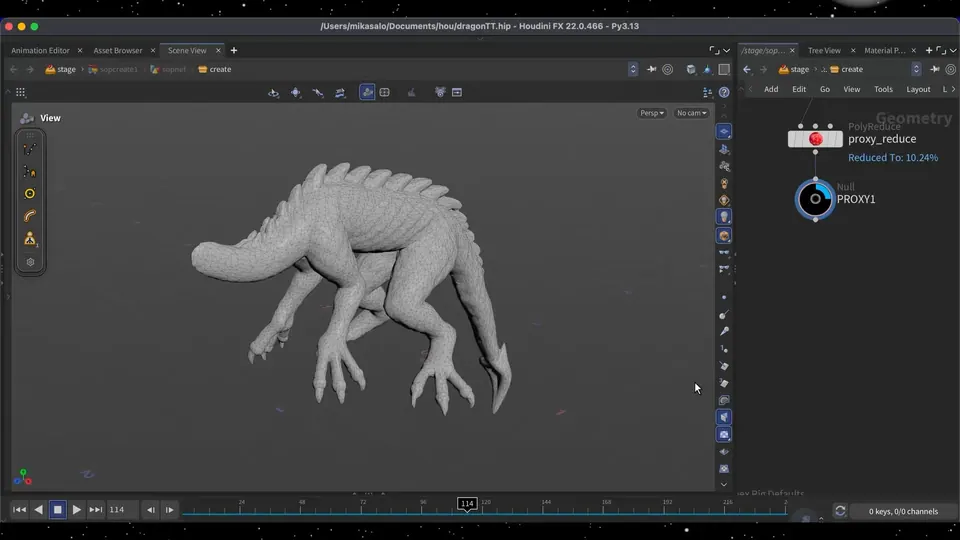 /Users/mikasalo/Documents/hou/dragonTT.hip - Houdini FX 22.0.466 - Py3.13
Animation Editor
Asset Browser
Scene View
/stage/sop...
Tree View
Material P...
stage
sopcreate1
sopnet
create
stage
create
Add
Edit
Go
View
Tools
Layout
L
View
Persp
No cam
Geometry
PolyReduce
proxy_reduce
Reduced To: 10.24%
Null
PROXY1
114
24
48
72
96
114
120
144
168
192
216
0 keys, 0/0 channels